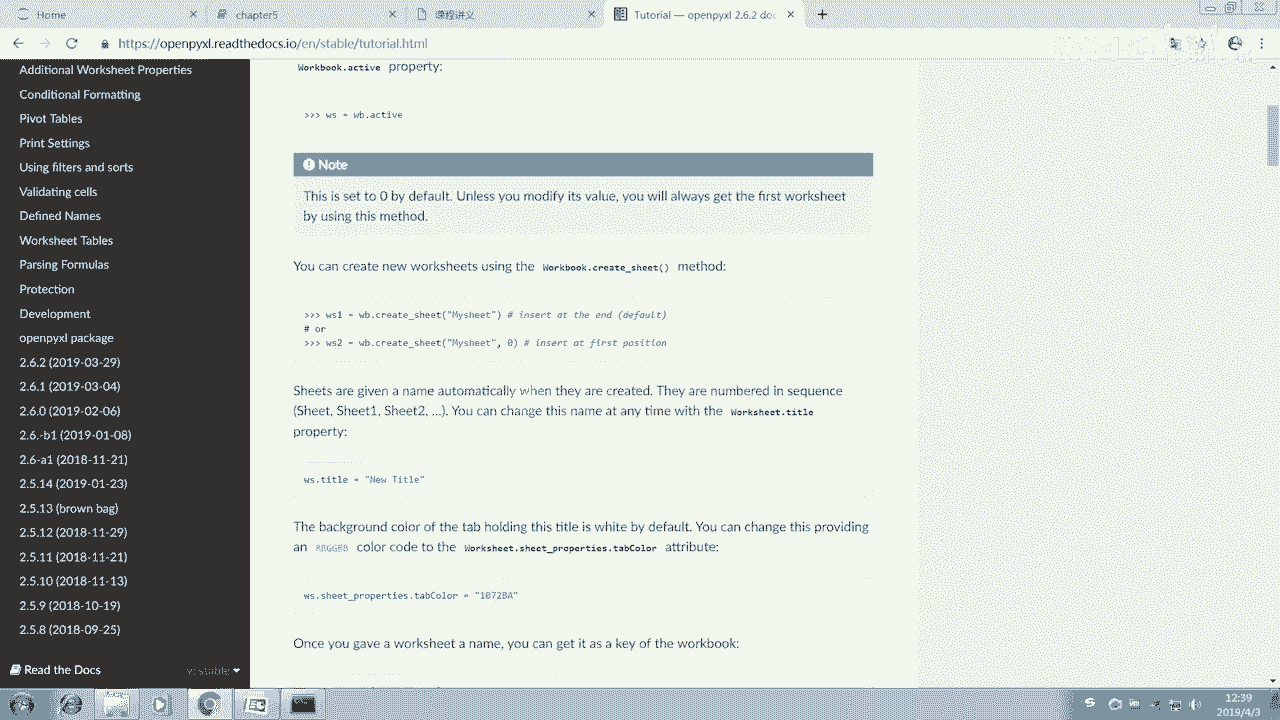 Home
chapter5
课程讲义
Tutorial — openpyxl 2.6.2 doc
https://openpyxl.readthedocs.io/en/stable/tutorial.html
Additional Worksheet Properties
Conditional Formatting
Pivot Tables
Print Settings
Using filters and sorts
Validating cells
Defined Names
Worksheet Tables
Parsing Formulas
Protection
Development
openpyxl package
2.6.2 (2019-03-29)
2.6.1 (2019-03-04)
2.6.0 (2019-02-06)
2.6.-b1 (2019-01-08)
2.6-a1 (2018-11-21)
2.5.14 (2019-01-23)
2.5.13 (brown bag)
2.5.12 (2018-11-29)
2.5.11 (2018-11-21)
2.5.10 (2018-11-13)
2.5.9 (2018-10-19)
2.5.8 (2018-09-25)
Read the Docs
v: stable
Workbook.active property:
>>> ws = wb.active
Note
This is set to 0 by default. Unless you modify its value, you will always get the first worksheet
by using this method.
You can create new worksheets using the Workbook.create_sheet() method:
>>> ws1 = wb.create_sheet("Mysheet") # insert at the end (default)
# or
>>> ws2 = wb.create_sheet("Mysheet", 0) # insert at first position
Sheets are given a name automatically when they are created. They are numbered in sequence
(Sheet, Sheet1, Sheet2, …). You can change this name at any time with the Worksheet.title
property:
ws.title = "New Title"
The background color of the tab holding this title is white by default. You can change this providing
an RRGGBB color code to the Worksheet.sheet_properties.tabColor attribute:
ws.sheet_properties.tabColor = "1072BA"
Once you gave a worksheet a name, you can get it as a key of the workbook:
12:39
2019/4/3